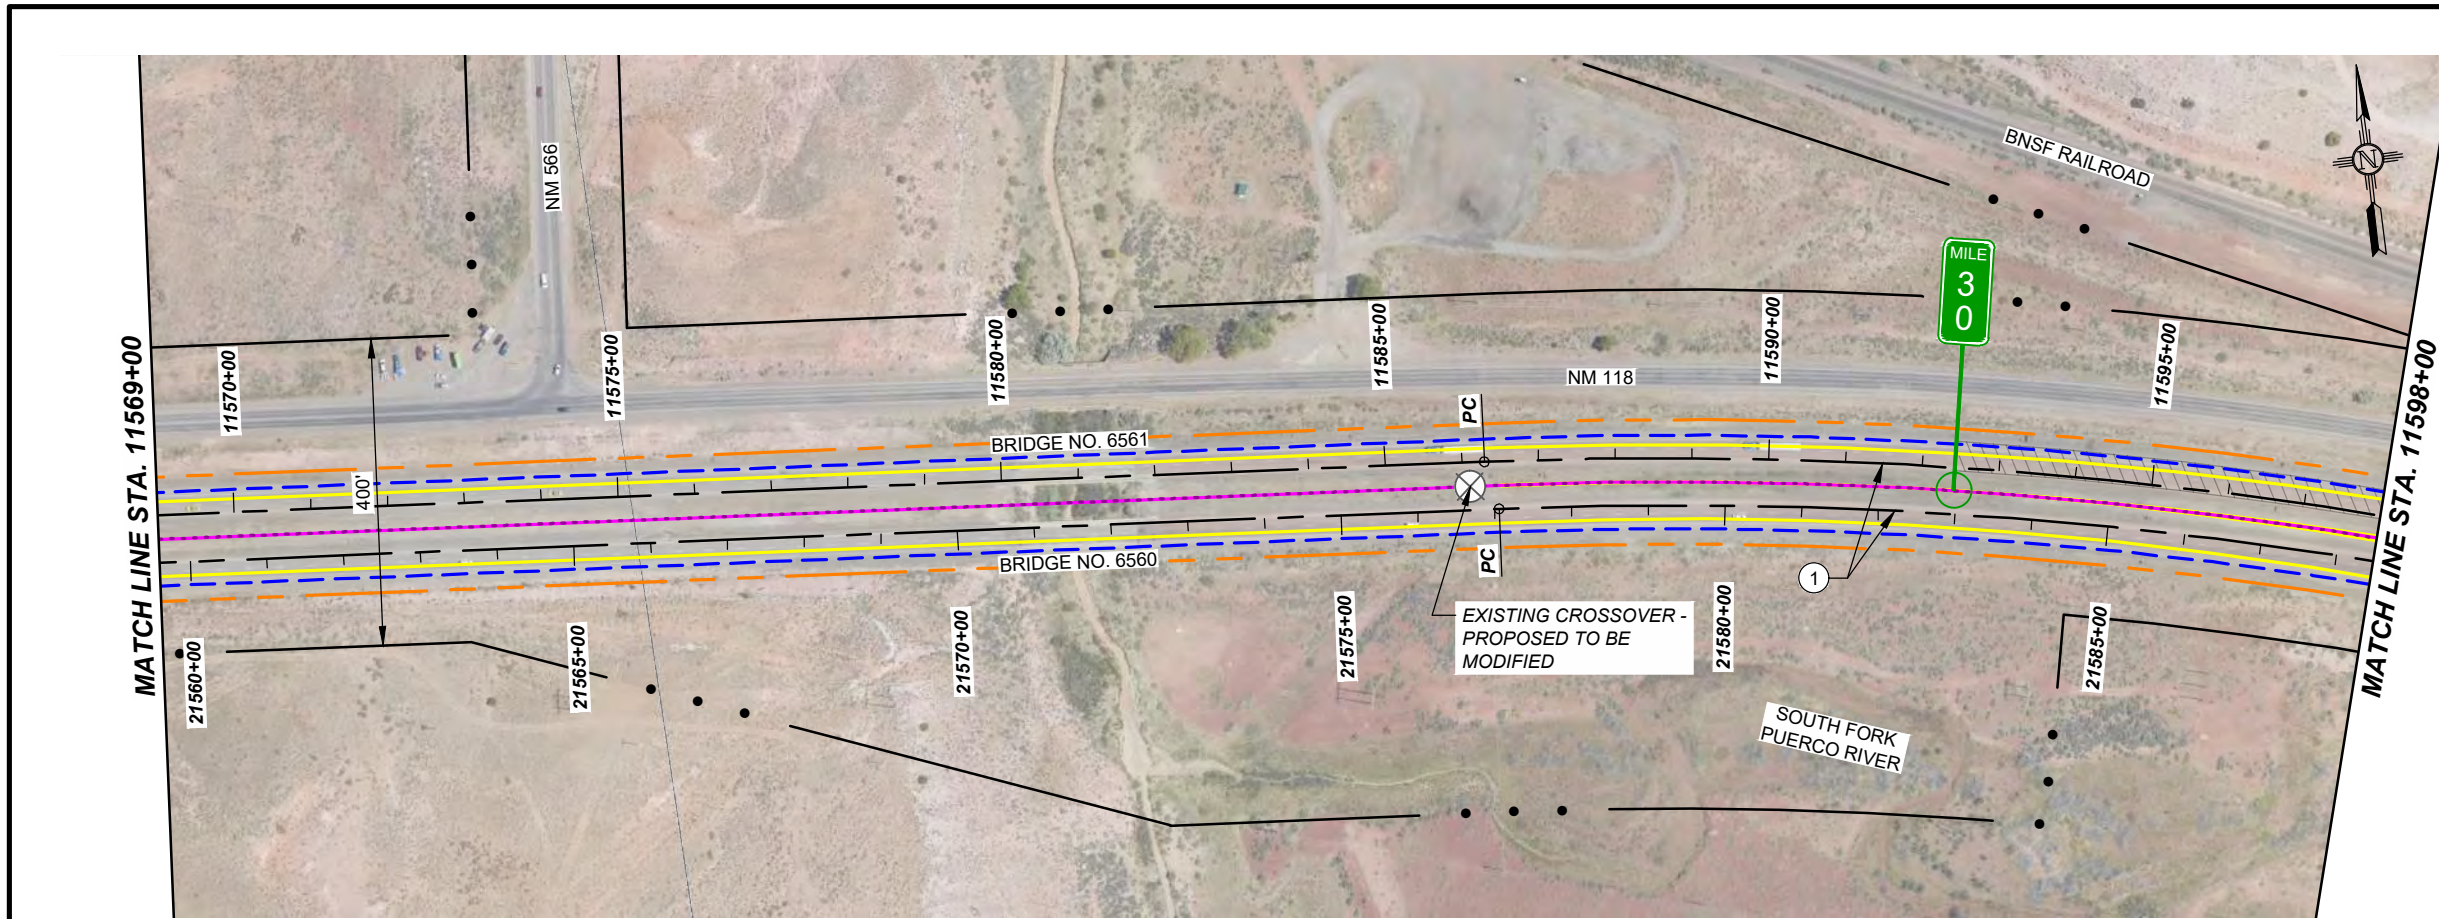 MATCH LINE STA. 11569+00
NM 566
BNSF RAILROAD
N
MILE
3
0
11570+00
11575+00
11580+00
11585+00
11590+00
11595+00
NM 118
400'
BRIDGE NO. 6561
PC
BRIDGE NO. 6560
PC
1
EXISTING CROSSOVER -
PROPOSED TO BE
MODIFIED
21560+00
21565+00
21570+00
21575+00
21580+00
21585+00
SOUTH FORK
PUERCO RIVER
MATCH LINE STA. 11598+00